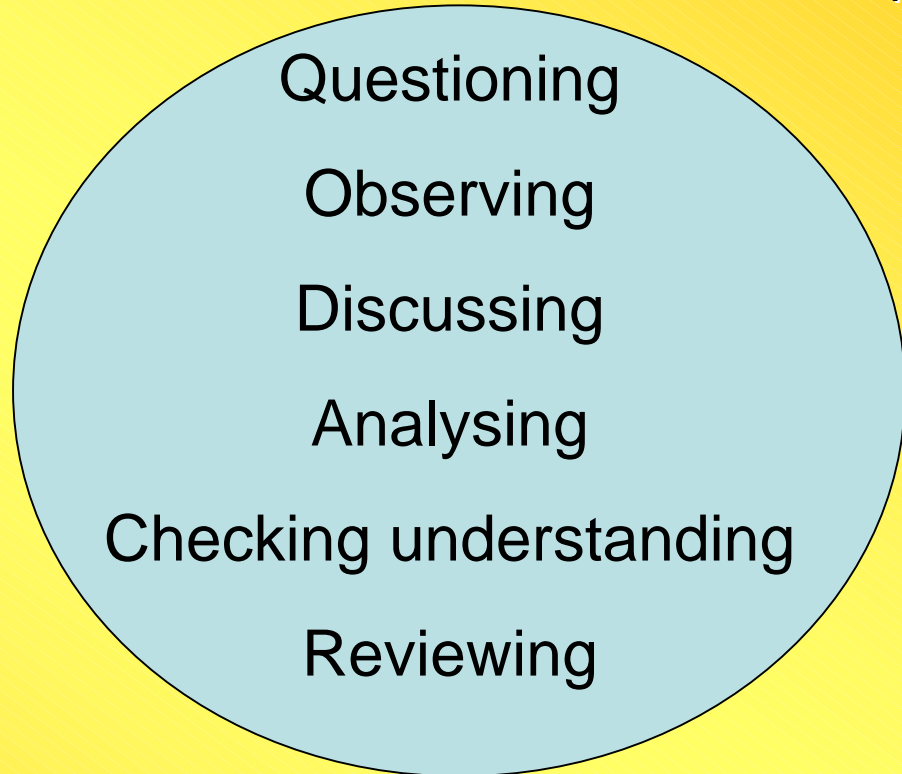 Questioning
Observing
Discussing
Analysing
Checking understanding
Reviewing